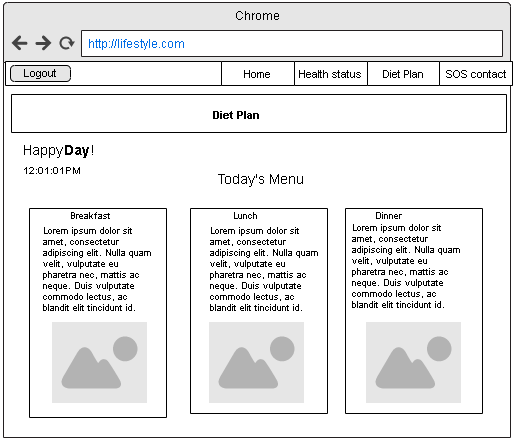 Chrome
http://lifestyle.com
Logout
Home
Health status
Diet Plan
SOS contact
Diet Plan
HappyDay!
12:01:01PM
Today's Menu
Breakfast
Lorem ipsum dolor sit
amet, consectetur
adipiscing elit. Nulla quam
velit, vulputate eu
pharetra nec, mattis ac
neque. Duis vulputate
commodo lectus, ac
blandit elit tincidunt id.
Lunch
Lorem ipsum dolor sit
amet, consectetur
adipiscing elit. Nulla quam
velit, vulputate eu
pharetra nec, mattis ac
neque. Duis vulputate
commodo lectus, ac
blandit elit tincidunt id.
Dinner
Lorem ipsum dolor sit
amet, consectetur
adipiscing elit. Nulla quam
velit, vulputate eu
pharetra nec, mattis ac
neque. Duis vulputate
commodo lectus, ac
blandit elit tincidunt id.